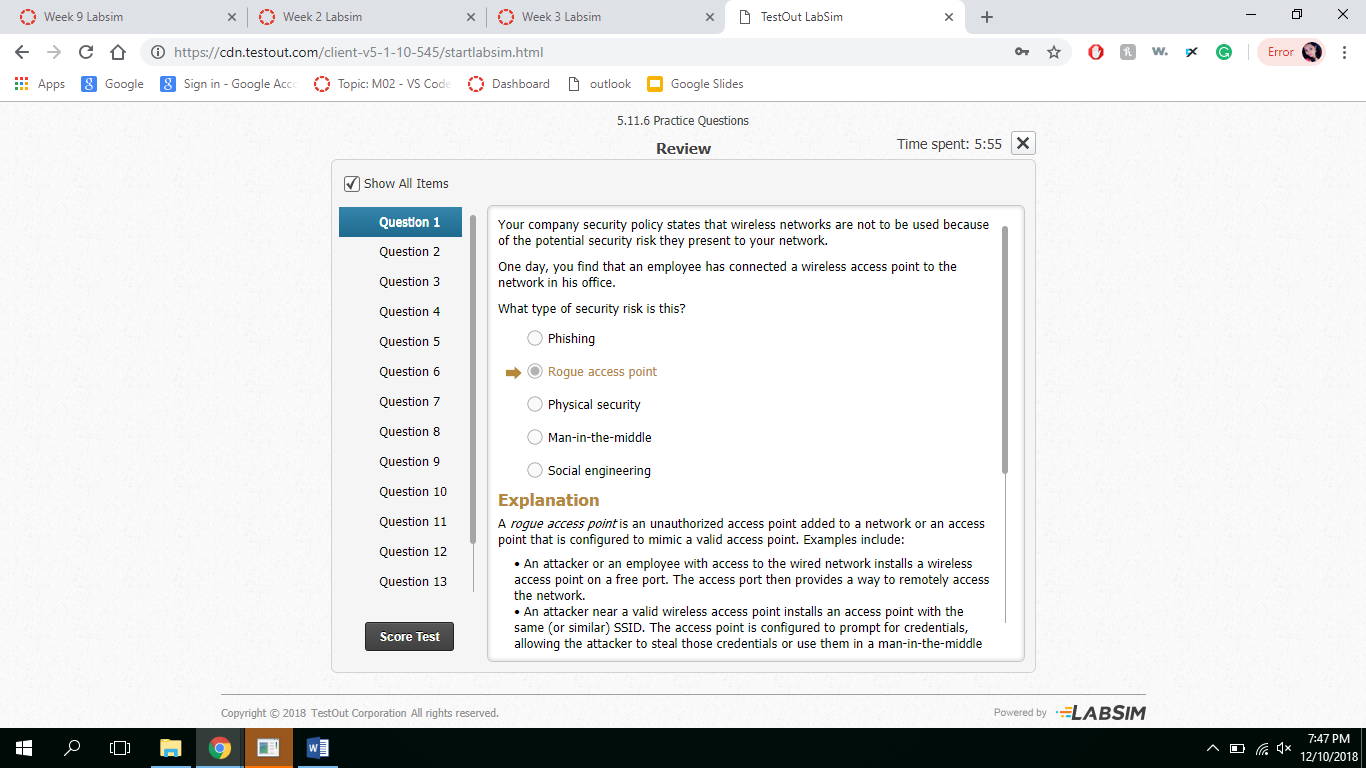 Week 9 Labsim
Week 2 Labsim
Week 3 Labsim
TestOut LabSim
https://cdn.testout.com/client-v5-1-10-545/startlabsim.html
Error
Apps
Google
Sign in - Google Acc
Topic: M02 - VS Code
Dashboard
outlook
Google Slides
5.11.6 Practice Questions
Review
Time spent: 5:55
Show All Items
Question 1
Question 2
Question 3
Question 4
Question 5
Question 6
Question 7
Question 8
Question 9
Question 10
Question 11
Question 12
Question 13
Score Test
Your company security policy states that wireless networks are not to be used because
of the potential security risk they present to your network.
One day, you find that an employee has connected a wireless access point to the
network in his office.
What type of security risk is this?
Phishing
Rogue access point
Physical security
Man-in-the-middle
Social engineering
Explanation
A rogue access point is an unauthorized access point added to a network or an access
point that is configured to mimic a valid access point. Examples include:
• An attacker or an employee with access to the wired network installs a wireless
access point on a free port. The access port then provides a way to remotely access
the network.
• An attacker near a valid wireless access point installs an access point with the
same (or similar) SSID. The access point is configured to prompt for credentials,
allowing the attacker to steal those credentials or use them in a man-in-the-middle
Copyright © 2018 TestOut Corporation All rights reserved.
Powered by LABSIM
7:47 PM
12/10/2018